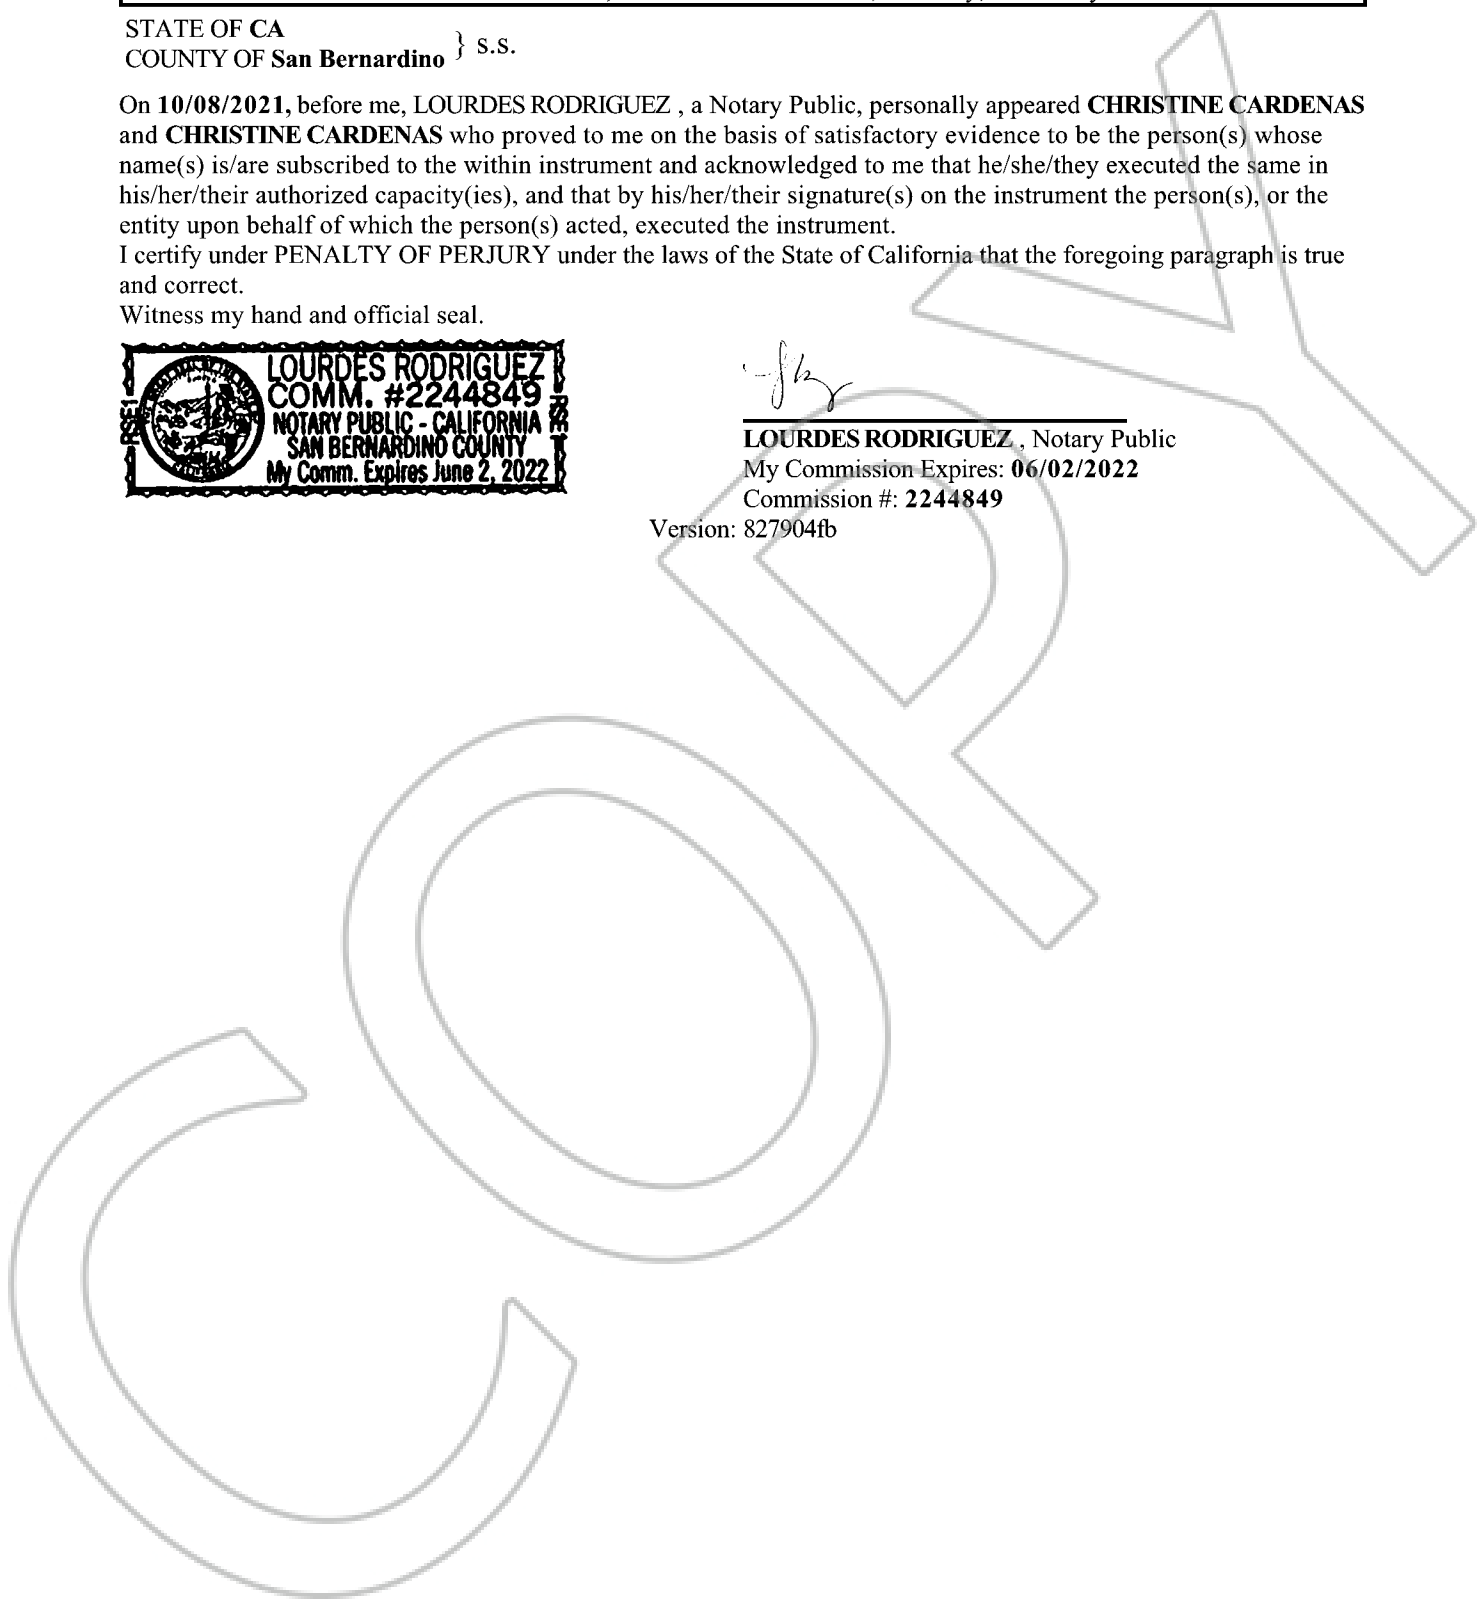 STATE OF CA
COUNTY OF San Bernardino } s.s.
On 10/08/2021, before me, LOURDES RODRIGUEZ , a Notary Public, personally appeared CHRISTINE CARDENAS
and CHRISTINE CARDENAS who proved to me on the basis of satisfactory evidence to be the person(s) whose
name(s) is/are subscribed to the within instrument and acknowledged to me that he/she/they executed the same in
his/her/their authorized capacity(ies), and that by his/her/their signature(s) on the instrument the person(s), or the
entity upon behalf of which the person(s) acted, executed the instrument.
I certify under PENALTY OF PERJURY under the laws of the State of California that the foregoing paragraph is true
and correct.
Witness my hand and official seal.
LOURDES RODRIGUEZ
COMM. #2244849
NOTARY PUBLIC - CALIFORNIA
SAN BERNARDINO COUNTY
My Comm. Expires June 2, 2022
LOURDES RODRIGUEZ , Notary Public
My Commission Expires: 06/02/2022
Commission #: 2244849
Version: 827904fb
COPY